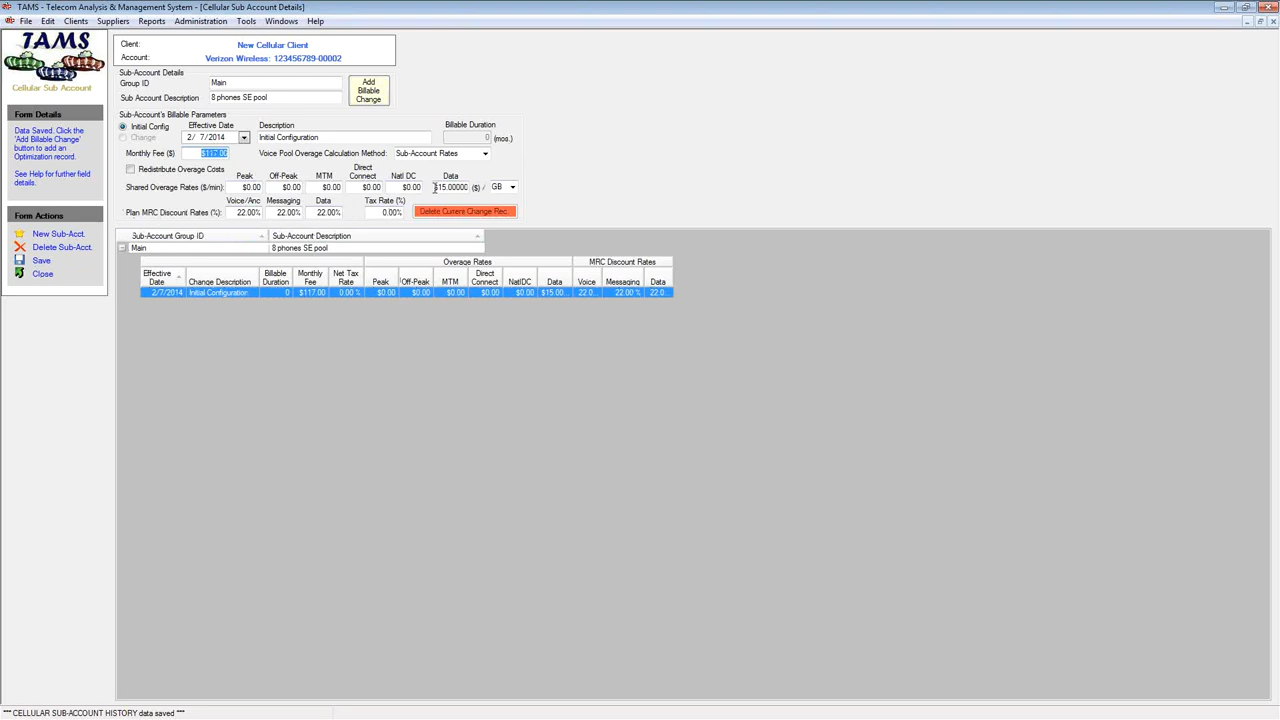 TAMS - Telecom Analysis & Management System - [Cellular Sub Account Details]
File Edit Clients Suppliers Reports Administration Tools Windows Help
TAMS
Cellular Sub Account
Form Details
Data Saved. Click the
'Add Billable
Change'
button to add an
Optimization record.
See Help for further field
details.
Form Actions
New Sub-Acct.
Delete Sub-Acct.
Save
Close
Client: New Cellular Client
Account: Verizon Wireless: 123456789-00002
Sub-Account Details
Group ID Main
Sub Account Description 8 phones SE pool
Add
Billable
Change
Sub-Account's Billable Parameters
Initial Config Effective Date Description Billable Duration
Change 2/ 7/2014 Initial Configuration 0 (mos.)
Monthly Fee ($) $117.00 Voice Pool Overage Calculation Method: Sub-Account Rates
Redistribute Overage Costs Peak Off-Peak MTM Direct Connect Natl DC Data
Shared Overage Rates ($/min): $0.00 $0.00 $0.00 $0.00 $0.00 $15.00000 ($) / GB
Voice/Anc Messaging Data Tax Rate (%)
Plan MRC Discount Rates (%): 22.00% 22.00% 22.00% 0.00% Delete Current Change Rec.
Sub-Account Group ID Sub-Account Description
Main 8 phones SE pool
Overage Rates MRC Discount Rates
Effective Date Change Description Billable Duration Monthly Fee Net Tax Rate Peak Off-Peak MTM Direct Connect NatlDC Data Voice Messaging Data
2/7/2014 Initial Configuration 0 $117.00 0.00 % $0.00 $0.00 $0.00 $0.00 $0.00 $15.00... 22.0... 22.00 % 22.0...
*** CELLULAR SUB-ACCOUNT HISTORY data saved ***